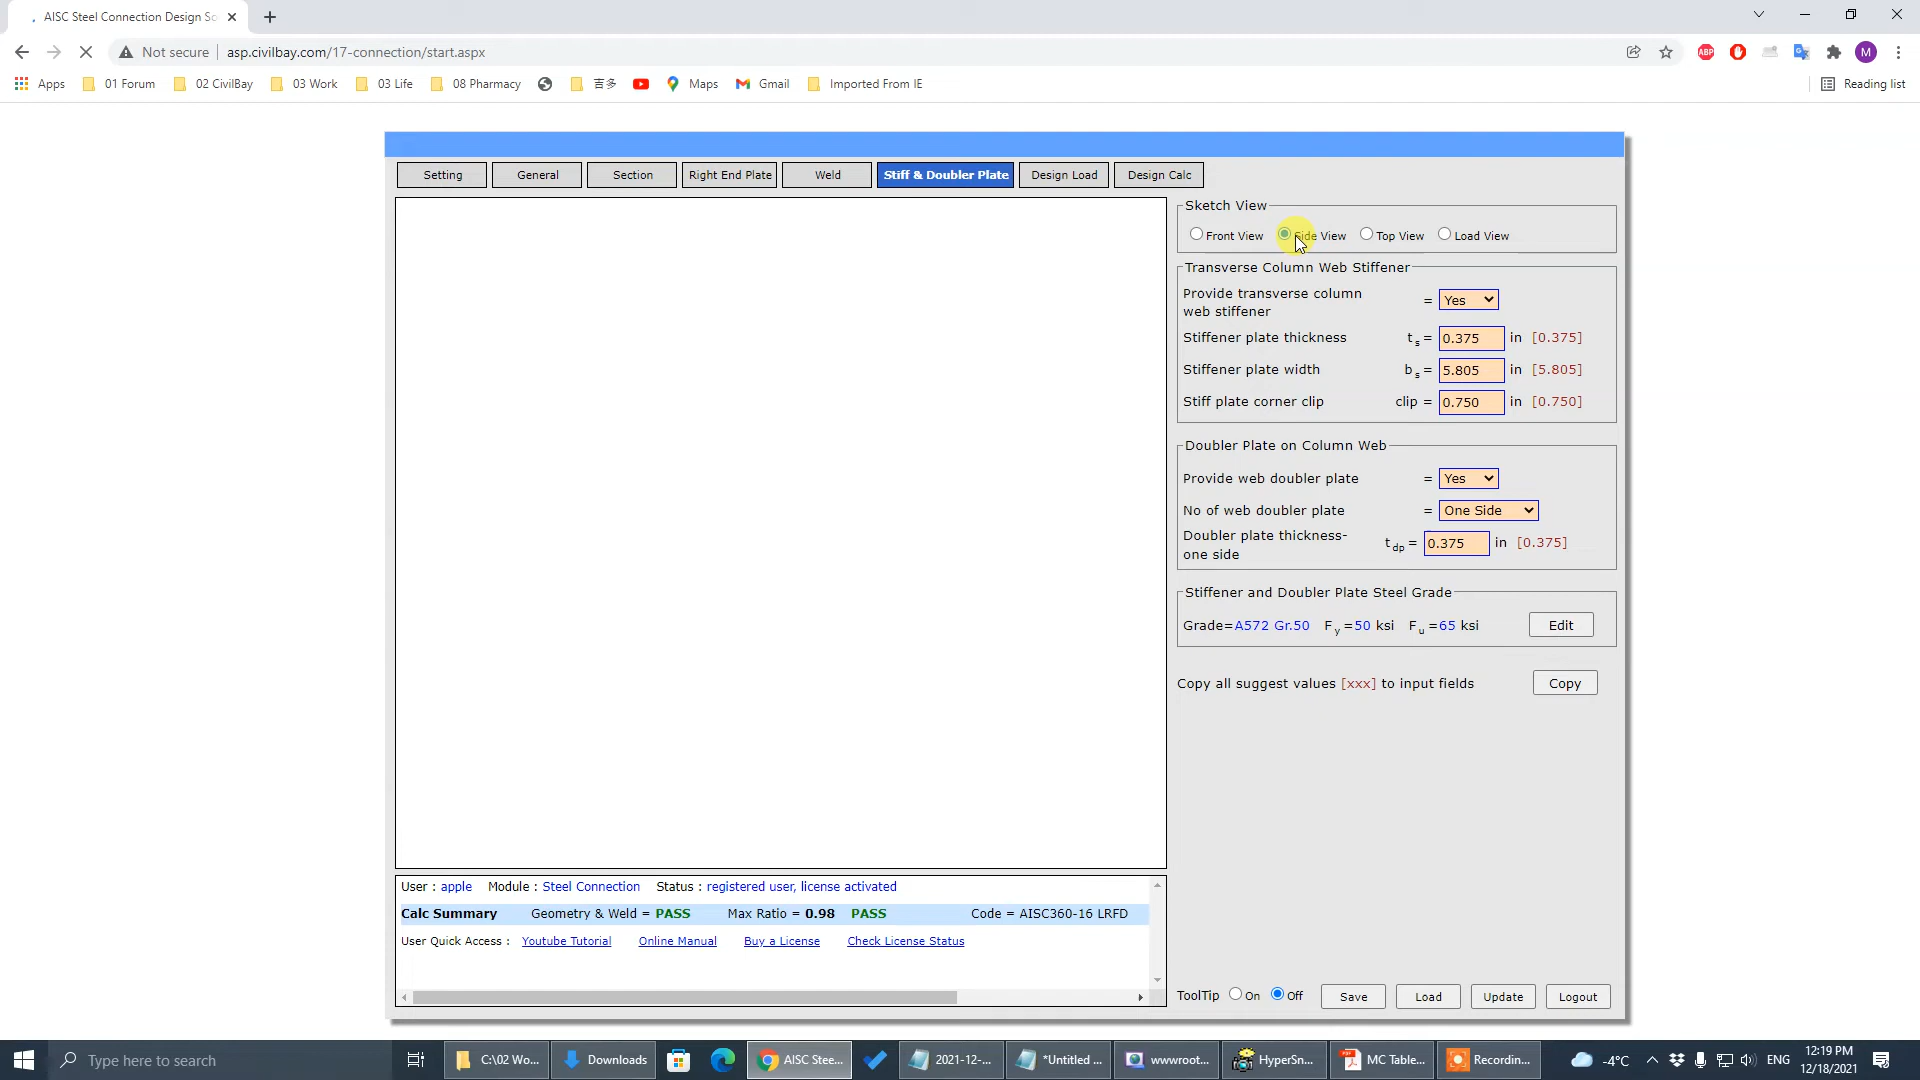 AISC Steel Connection Design So
Not secure
asp.civilbay.com/17-connection/start.aspx
ABP
M
Apps
01 Forum
02 CivilBay
03 Work
03 Life
08 Pharmacy
吉多
Maps
Gmail
Imported From IE
Reading list
Setting
General
Section
Right End Plate
Weld
Stiff & Doubler Plate
Design Load
Design Calc
Sketch View
Front View
Side View
Top View
Load View
Transverse Column Web Stiffener
Provide transverse column
web stiffener
= Yes
Stiffener plate thickness ts = 0.375 in [0.375]
Stiffener plate width bs = 5.805 in [5.805]
Stiff plate corner clip clip = 0.750 in [0.750]
Doubler Plate on Column Web
Provide web doubler plate = Yes
No of web doubler plate = One Side
Doubler plate thickness-
one side
tdp = 0.375 in [0.375]
Stiffener and Doubler Plate Steel Grade
Grade=A572 Gr.50 Fy =50 ksi Fu =65 ksi
Edit
Copy all suggest values [xxx] to input fields
Copy
User : apple Module : Steel Connection Status : registered user, license activated
Calc Summary Geometry & Weld = PASS Max Ratio = 0.98 PASS Code = AISC360-16 LRFD
User Quick Access : Youtube Tutorial Online Manual Buy a License Check License Status
ToolTip On Off
Save
Load
Update
Logout
Type here to search
C:\02 Wo...
Downloads
AISC Stee...
2021-12-...
*Untitled ...
wwwroot...
HyperSn...
MC Table...
Recordin...
-4°C
ENG
12:19 PM
12/18/2021